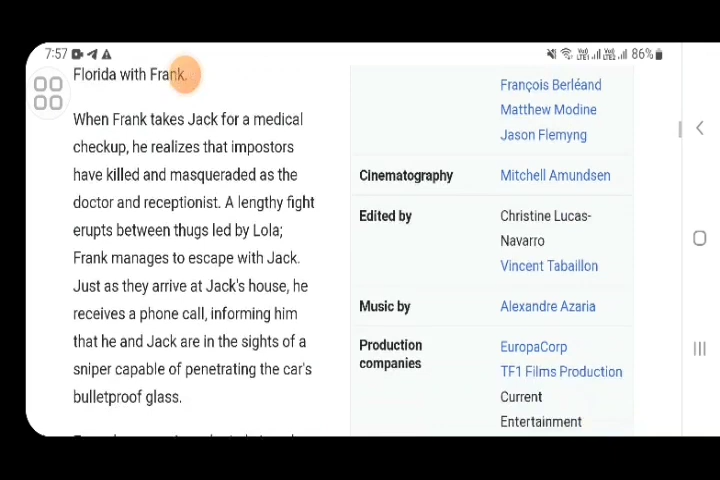 7:57
86%
Florida with Frank.
When Frank takes Jack for a medical
checkup, he realizes that impostors
have killed and masqueraded as the
doctor and receptionist. A lengthy fight
erupts between thugs led by Lola;
Frank manages to escape with Jack.
Just as they arrive at Jack's house, he
receives a phone call, informing him
that he and Jack are in the sights of a
sniper capable of penetrating the car's
bulletproof glass.
François Berléand
Matthew Modine
Jason Flemyng
Cinematography
Mitchell Amundsen
Edited by
Christine Lucas-
Navarro
Vincent Tabaillon
Music by
Alexandre Azaria
Production
companies
EuropaCorp
TF1 Films Production
Current
Entertainment